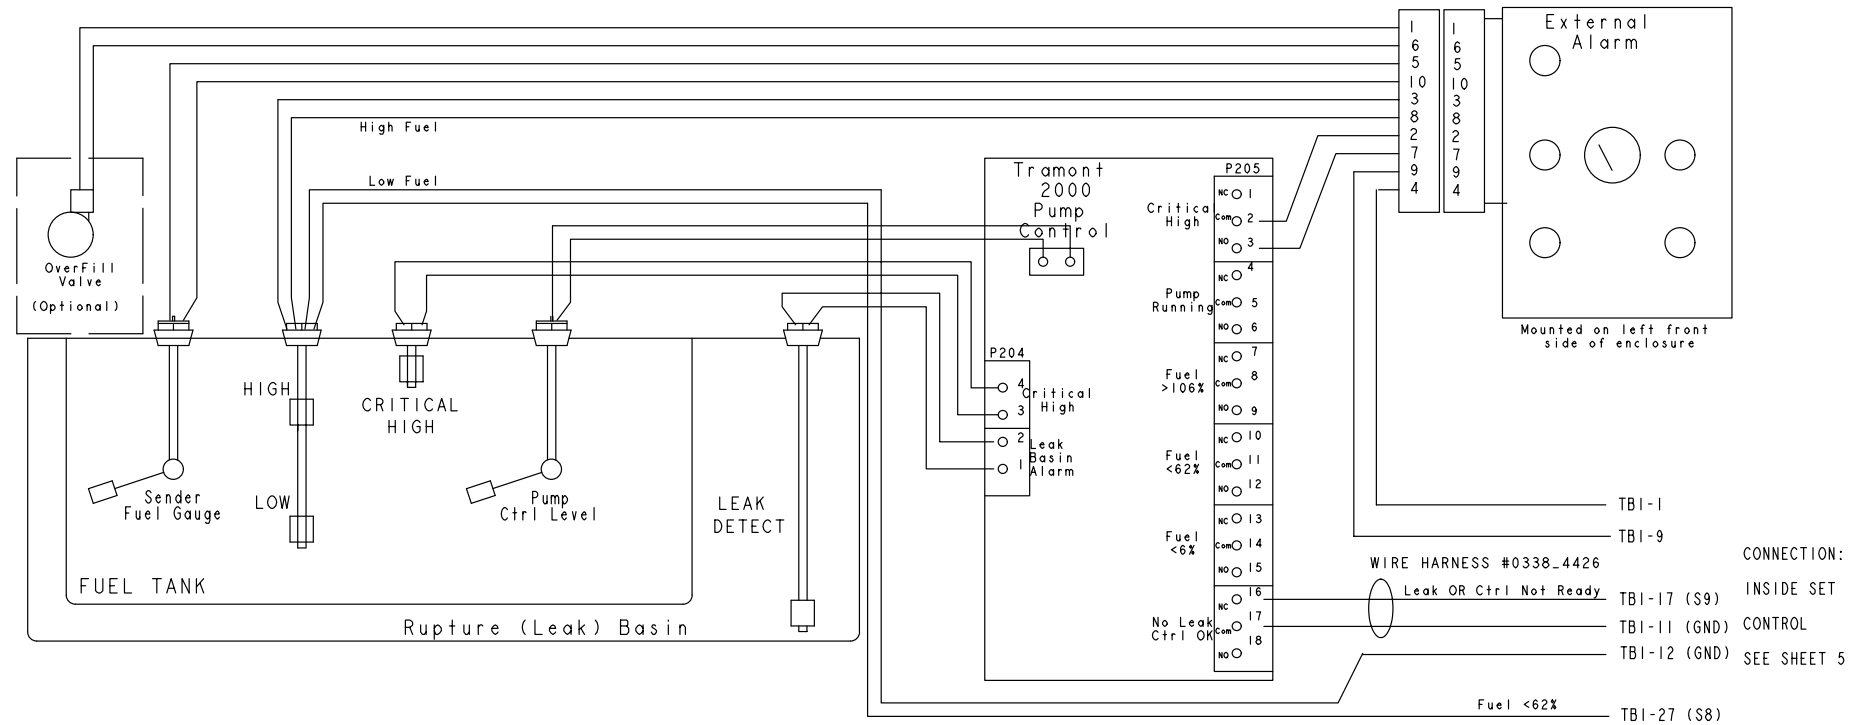 External
Alarm
1
6
5
10
3
8
2
7
9
4
1
6
5
10
3
8
2
7
9
4
Mounted on left front
side of enclosure
High Fuel
Low Fuel
OverFill
Valve
(Optional)
Tramont
2000
Pump
Control
P205
Critical
High
NC 1
Com 2
NO 3
Pump
Running
NC 4
Com 5
NO 6
Fuel
>106%
NC 7
Com 8
NO 9
Fuel
<62%
NC 10
Com 11
NO 12
Fuel
<6%
NC 13
Com 14
NO 15
No Leak
Ctrl OK
NC 16
Com 17
NO 18
P204
4
3
Critical
High
2
1
Leak
Basin
Alarm
HIGH
LOW
CRITICAL
HIGH
Sender
Fuel Gauge
Pump
Ctrl Level
LEAK
DETECT
FUEL TANK
Rupture (Leak) Basin
TB1-1
TB1-9
WIRE HARNESS #0338_4426
Leak OR Ctrl Not Ready
TB1-17 (S9)
TB1-11 (GND)
TB1-12 (GND)
Fuel <62%
TB1-27 (S8)
CONNECTION:
INSIDE SET
CONTROL
SEE SHEET 5